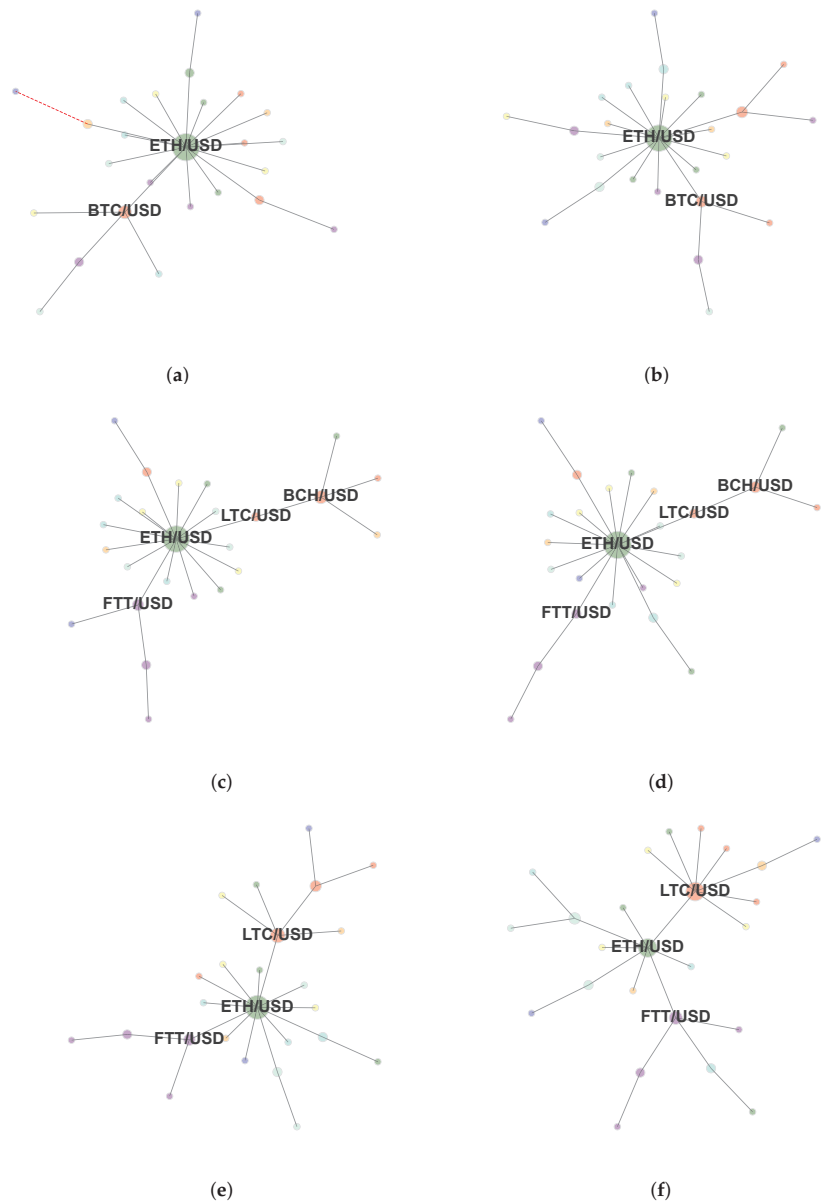 ETH/USD
BTC/USD
ETH/USD
BTC/USD
(a)
(b)
BCH/USD
LTC/USD
ETH/USD
FTT/USD
BCH/USD
LTC/USD
ETH/USD
FTT/USD
(c)
(d)
LTC/USD
ETH/USD
FTT/USD
LTC/USD
ETH/USD
FTT/USD
(e)
(f)